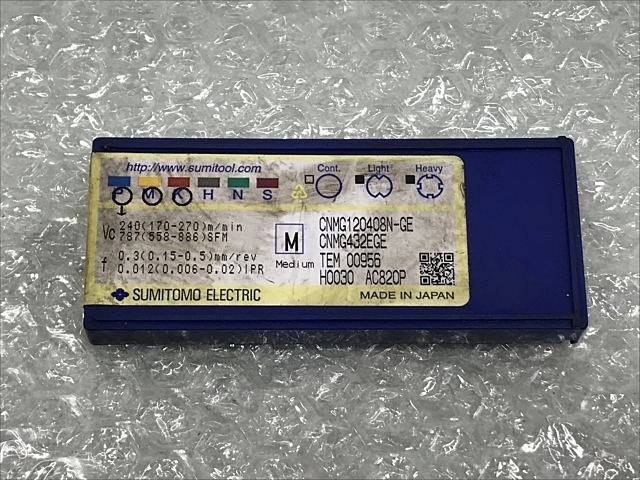 http://www.sumitool.com
Cont. Light Heavy
P M K H N S
Vc 240(170-270)m/min
787(558-886)SFM
f 0.3(0.15-0.5)mm/rev
0.012(0.006-0.02)IPR
M
Medium
CNMG120408N-GE
CNMG432EGE
TEM 00956
H0030 AC820P
SUMITOMO ELECTRIC
MADE IN JAPAN